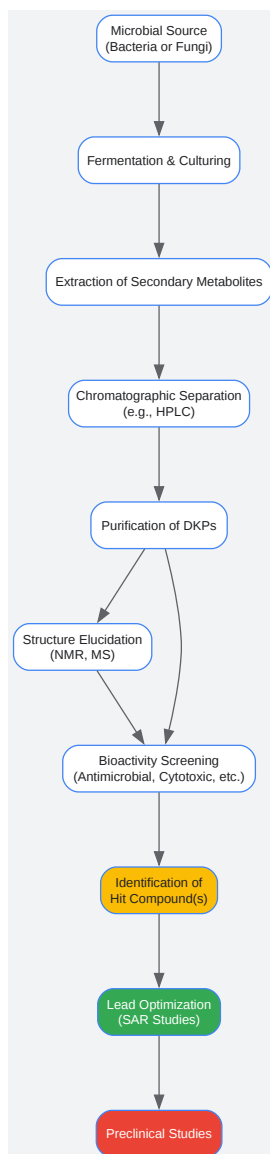 Microbial Source
(Bacteria or Fungi)
Fermentation & Culturing
Extraction of Secondary Metabolites
Chromatographic Separation
(e.g., HPLC)
Purification of DKPs
Structure Elucidation
(NMR, MS)
Bioactivity Screening
(Antimicrobial, Cytotoxic, etc.)
Identification of
Hit Compound(s)
Lead Optimization
(SAR Studies)
Preclinical Studies